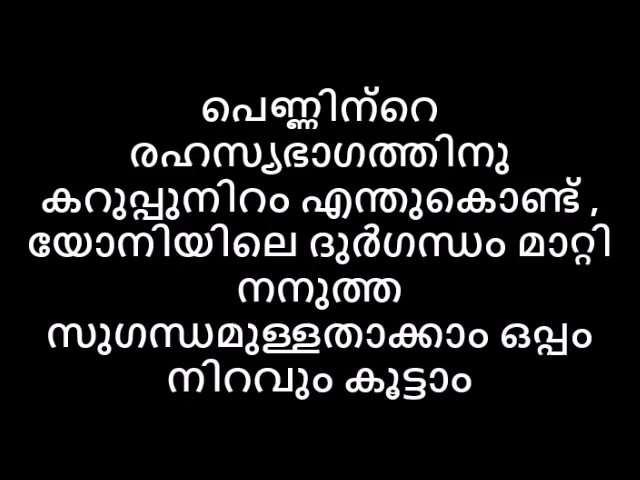 പെണ്ണിന്റെ
രഹസ്യഭാഗത്തിനു
കറുപ്പുനിറം എന്തുകൊണ്ട് ,
യോനിയിലെ ദുർഗന്ധം മാറ്റി
നനുത്ത
സുഗന്ധമുള്ളതാക്കാം ഒപ്പം
നിറവും കൂട്ടാം